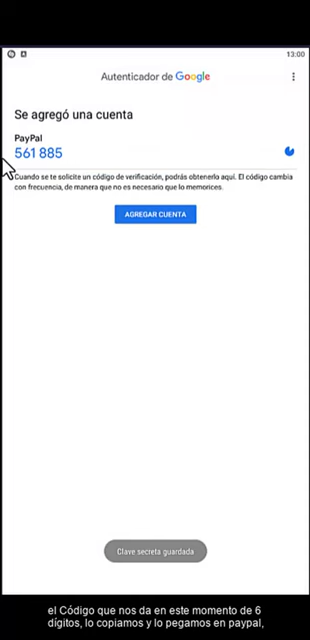 13:00
Autenticador de Google
Se agregó una cuenta
PayPal
561 885
Cuando se te solicite un código de verificación, podrás obtenerlo aquí. El código cambia
con frecuencia, de manera que no es necesario que lo memorices.
AGREGAR CUENTA
Clave secreta guardada
el Código que nos da en este momento de 6
dígitos, lo copiamos y lo pegamos en paypal,